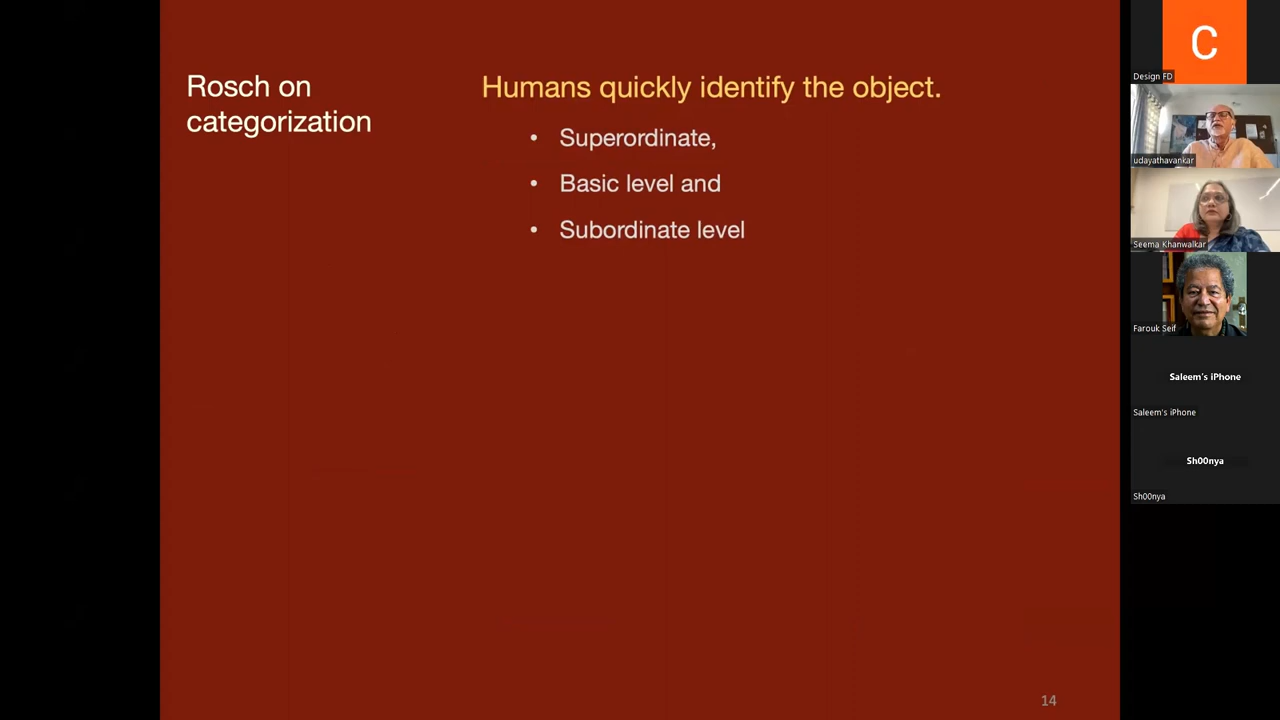 Rosch on
categorization
Humans quickly identify the object.
• Superordinate,
• Basic level and
• Subordinate level
14
C
Design FD
udayathavankar
Seema Khanwalkar
Farouk Seif
Saleem's iPhone
Saleem's iPhone
Sh00nya
Sh00nya